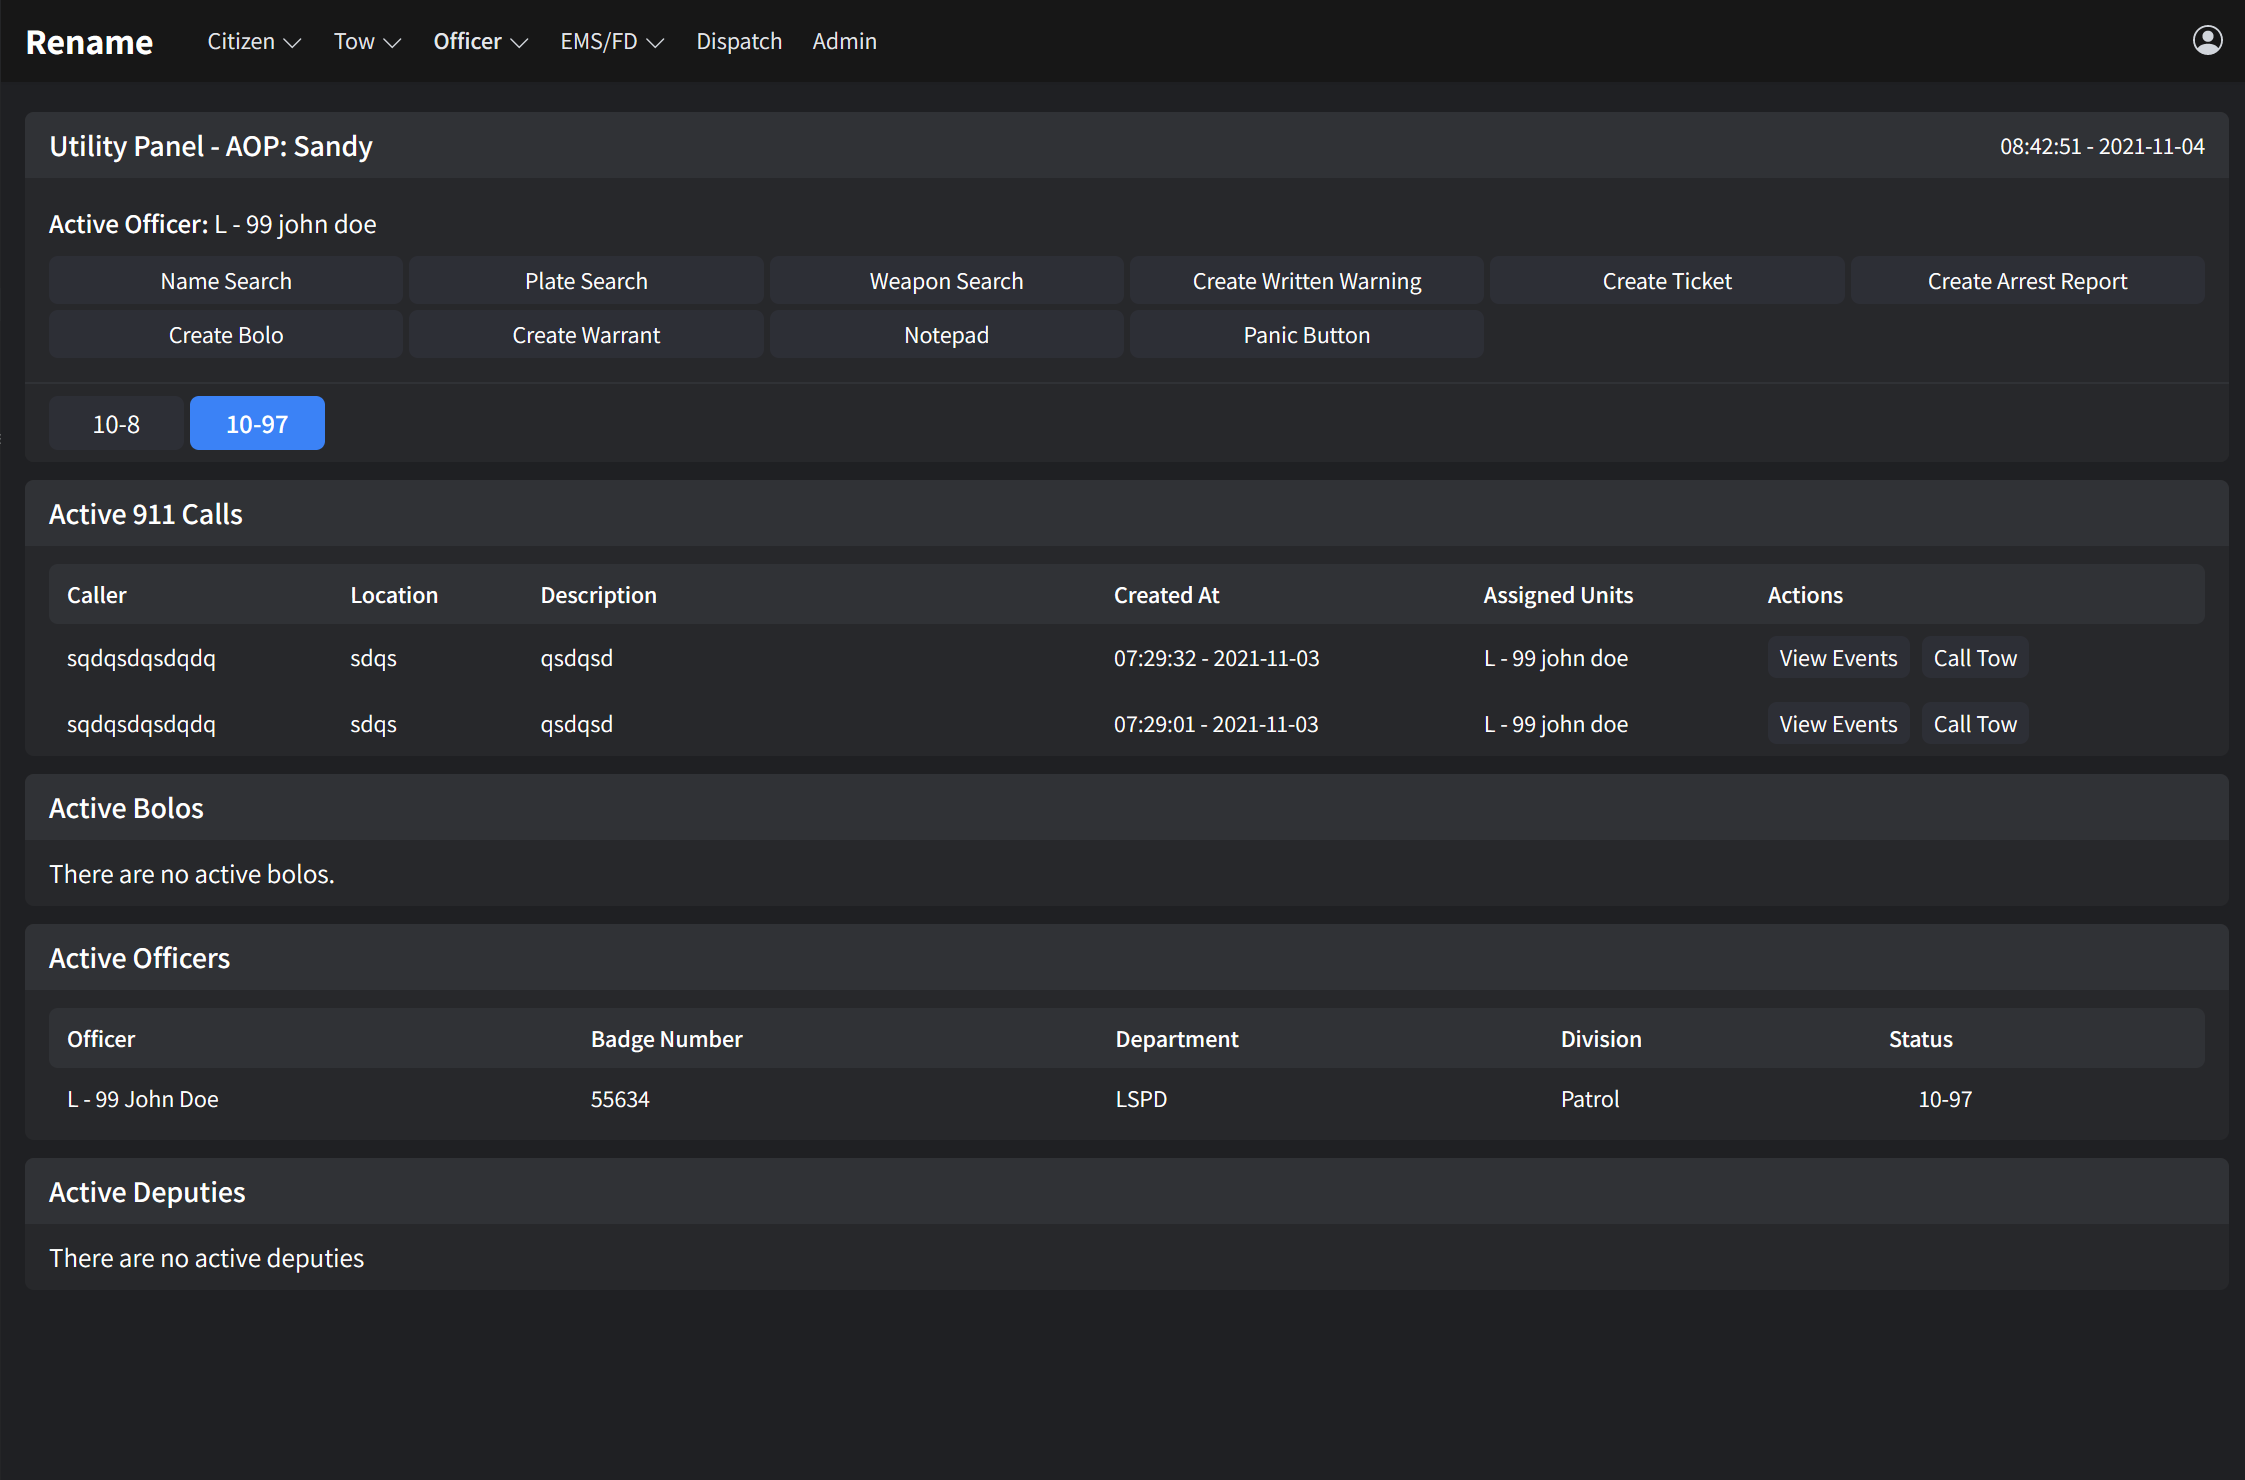 Rename Citizen Tow Officer EMS/FD Dispatch Admin
Utility Panel - AOP: Sandy 08:42:51 - 2021-11-04
Active Officer: L - 99 john doe
Name Search Plate Search Weapon Search Create Written Warning Create Ticket Create Arrest Report
Create Bolo Create Warrant Notepad Panic Button
10-8 10-97
Active 911 Calls
Caller Location Description Created At Assigned Units Actions
sqdqsdqsdqdq sdqs qsdqsd 07:29:32 - 2021-11-03 L - 99 john doe View Events Call Tow
sqdqsdqsdqdq sdqs qsdqsd 07:29:01 - 2021-11-03 L - 99 john doe View Events Call Tow
Active Bolos
There are no active bolos.
Active Officers
Officer Badge Number Department Division Status
L - 99 John Doe 55634 LSPD Patrol 10-97
Active Deputies
There are no active deputies